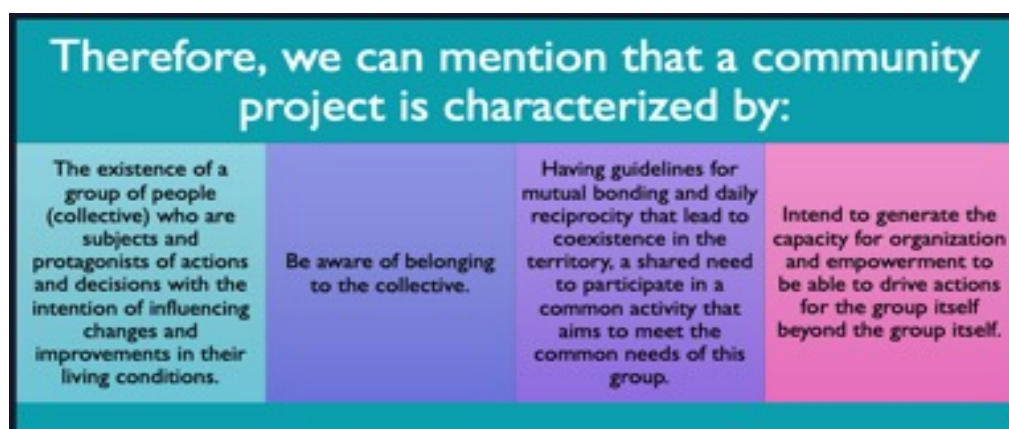 Therefore, we can mention that a community
project is characterized by:
The existence of a
group of people
(collective) who are
subjects and
protagonists of actions
and decisions with the
intention of influencing
changes and
improvements in their
living conditions.
Be aware of belonging
to the collective.
Having guidelines for
mutual bonding and daily
reciprocity that lead to
coexistence in the
territory, a shared need
to participate in a
common activity that
aims to meet the
common needs of this
group.
Intend to generate the
capacity for organization
and empowerment to
be able to drive actions
for the group itself
beyond the group itself.